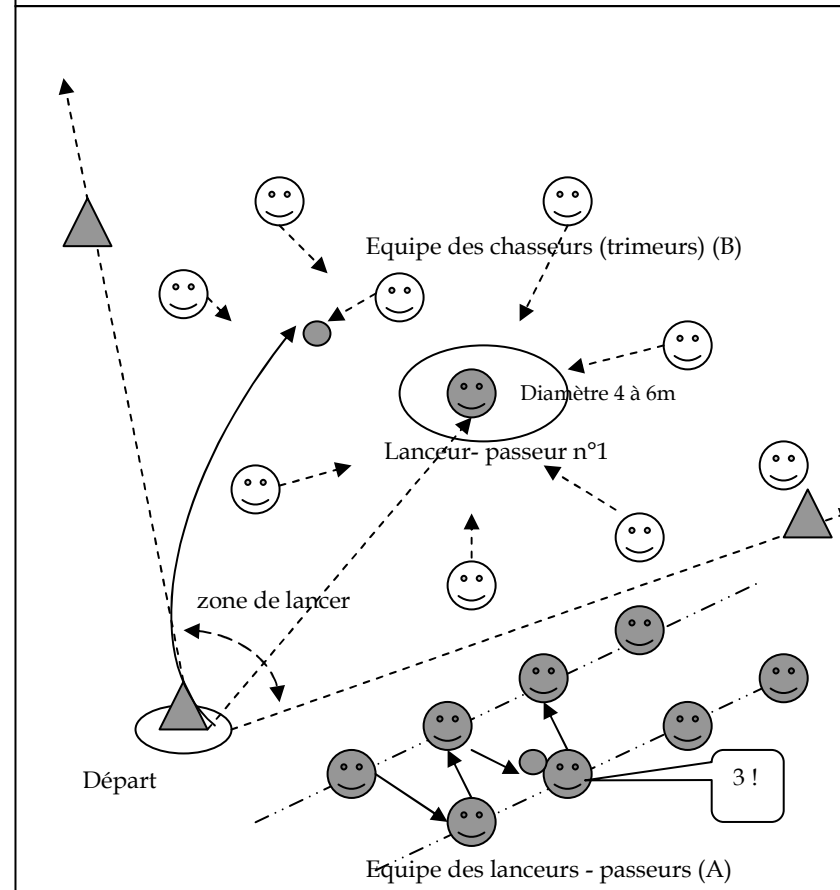 Equipe des chasseurs (trimeurs) (B)
Diamètre 4 à 6m
Lanceur- passeur n°1
zone de lancer
Départ
3 !
Equipe des lanceurs - passeurs (A)